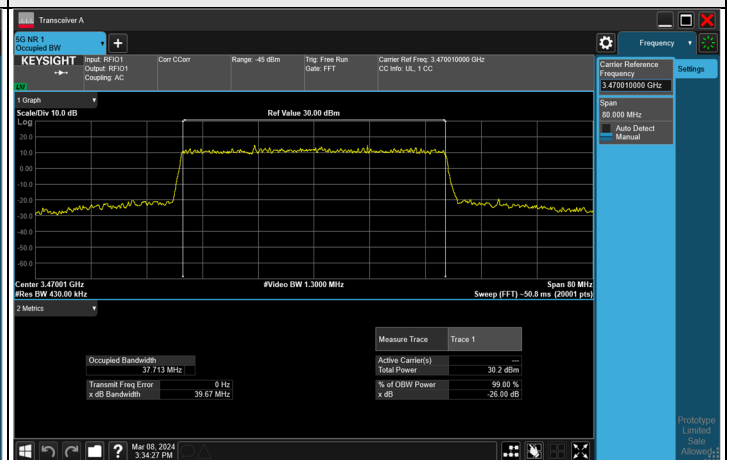 Transceiver A
5G NR 1
Occupied BW
Frequency
KEYSIGHT
LXI
Input: RFIO1
Output: RFIO1
Coupling: AC
Corr CCorr
Range: -45 dBm
Trig: Free Run
Gate: FFT
Carrier Ref Freq: 3.470010000 GHz
CC Info: UL, 1 CC
Carrier Reference
Frequency
3.470010000 GHz
Settings
Span
80.000 MHz
Auto Detect
Manual
1 Graph
Scale/Div 10.0 dB
Ref Value 30.00 dBm
Log
20.0
10.0
0.00
-10.0
-20.0
-30.0
-40.0
-50.0
-60.0
Center 3.47001 GHz
#Video BW 1.3000 MHz
Span 80 MHz
#Res BW 430.00 kHz
Sweep (FFT) ~50.8 ms (20001 pts)
2 Metrics
Measure Trace
Trace 1
Occupied Bandwidth
37.713 MHz
Active Carrier(s)
---
Total Power
30.2 dBm
Transmit Freq Error
0 Hz
x dB Bandwidth
39.67 MHz
% of OBW Power
99.00 %
x dB
-26.00 dB
Prototype
Limited
Sale
Allowed
?
Mar 08, 2024
3:34:27 PM